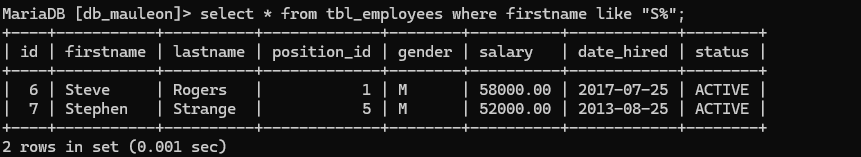 MariaDB [db_mauleon]> select * from tbl_employees where firstname like "S%";
+----+-----------+----------+-------------+--------+----------+------------+--------+
| id | firstname | lastname | position_id | gender | salary   | date_hired | status |
+----+-----------+----------+-------------+--------+----------+------------+--------+
|  6 | Steve     | Rogers   |           1 | M      | 58000.00 | 2017-07-25 | ACTIVE |
|  7 | Stephen   | Strange  |           5 | M      | 52000.00 | 2013-08-25 | ACTIVE |
+----+-----------+----------+-------------+--------+----------+------------+--------+
2 rows in set (0.001 sec)